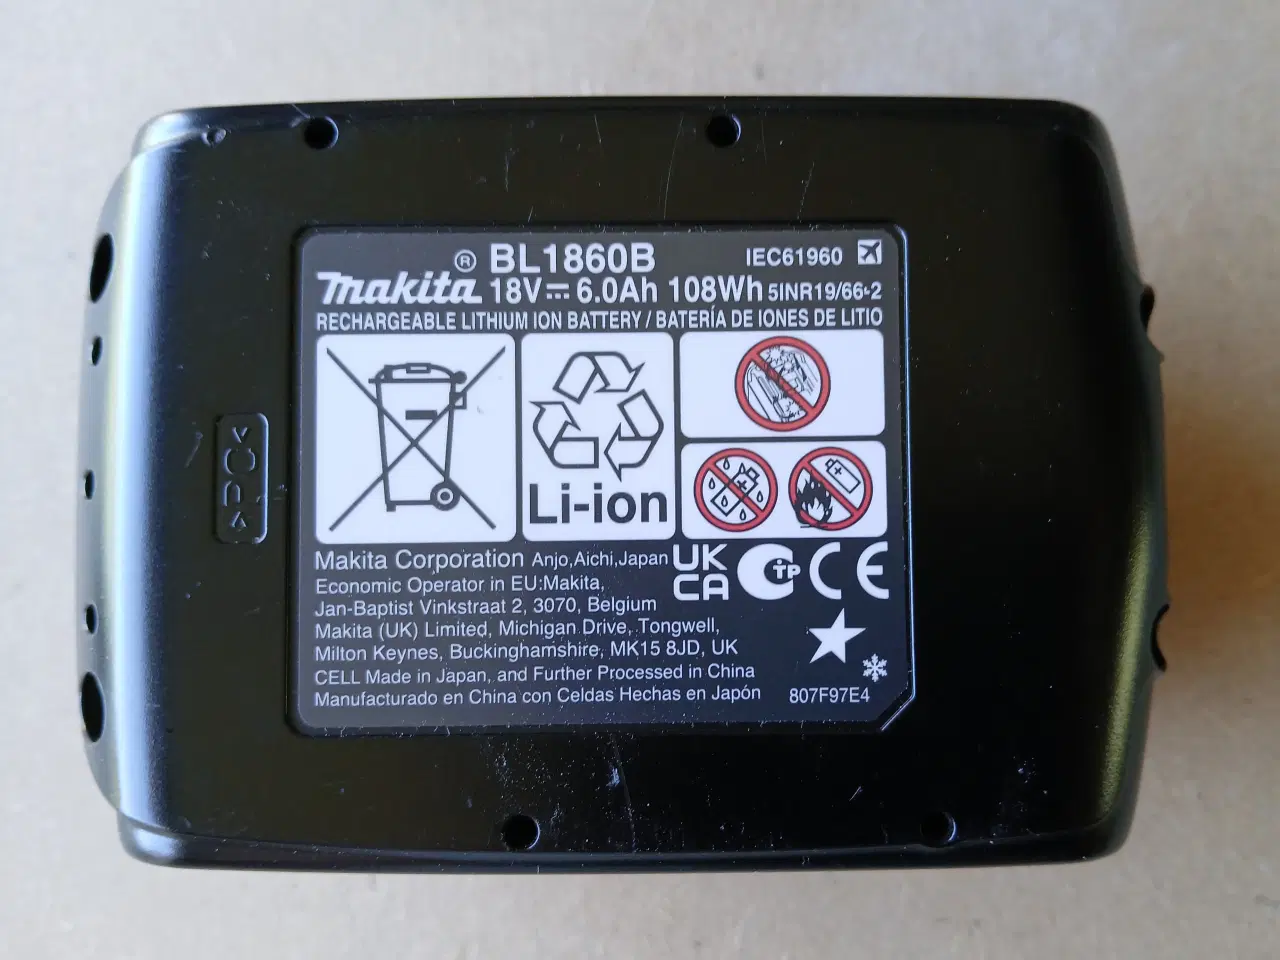 ® BL1860B IEC61960
makita 18V 6.0Ah 108Wh 5INR19/66-2
RECHARGEABLE LITHIUM ION BATTERY / BATERÍA DE IONES DE LITIO
Li-ion
Makita Corporation Anjo,Aichi,Japan
Economic Operator in EU:Makita,
Jan-Baptist Vinkstraat 2, 3070, Belgium
Makita (UK) Limited, Michigan Drive, Tongwell,
Milton Keynes, Buckinghamshire, MK15 8JD, UK
CELL Made in Japan, and Further Processed in China
Manufacturado en China con Celdas Hechas en Japón
UK
CA
TP
CE
807F97E4
>PC<